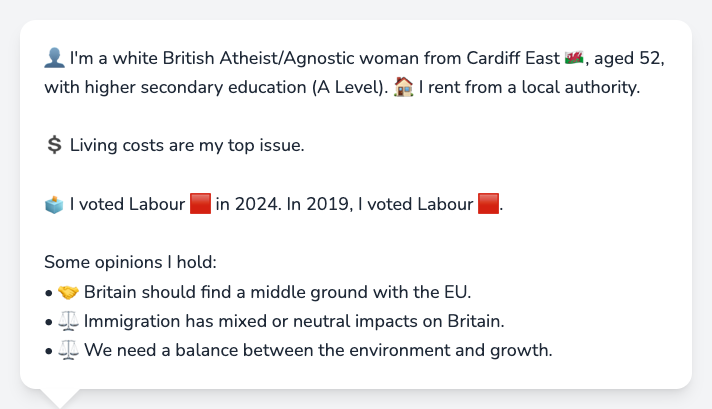 👤 I'm a white British Atheist/Agnostic woman from Cardiff East 🏴󠁧󠁢󠁷󠁬󠁳󠁿, aged 52,
with higher secondary education (A Level). 🏠 I rent from a local authority.
💲 Living costs are my top issue.
🗳️ I voted Labour 🟥 in 2024. In 2019, I voted Labour 🟥.
Some opinions I hold:
• 🤝 Britain should find a middle ground with the EU.
• ⚖️ Immigration has mixed or neutral impacts on Britain.
• ⚖️ We need a balance between the environment and growth.